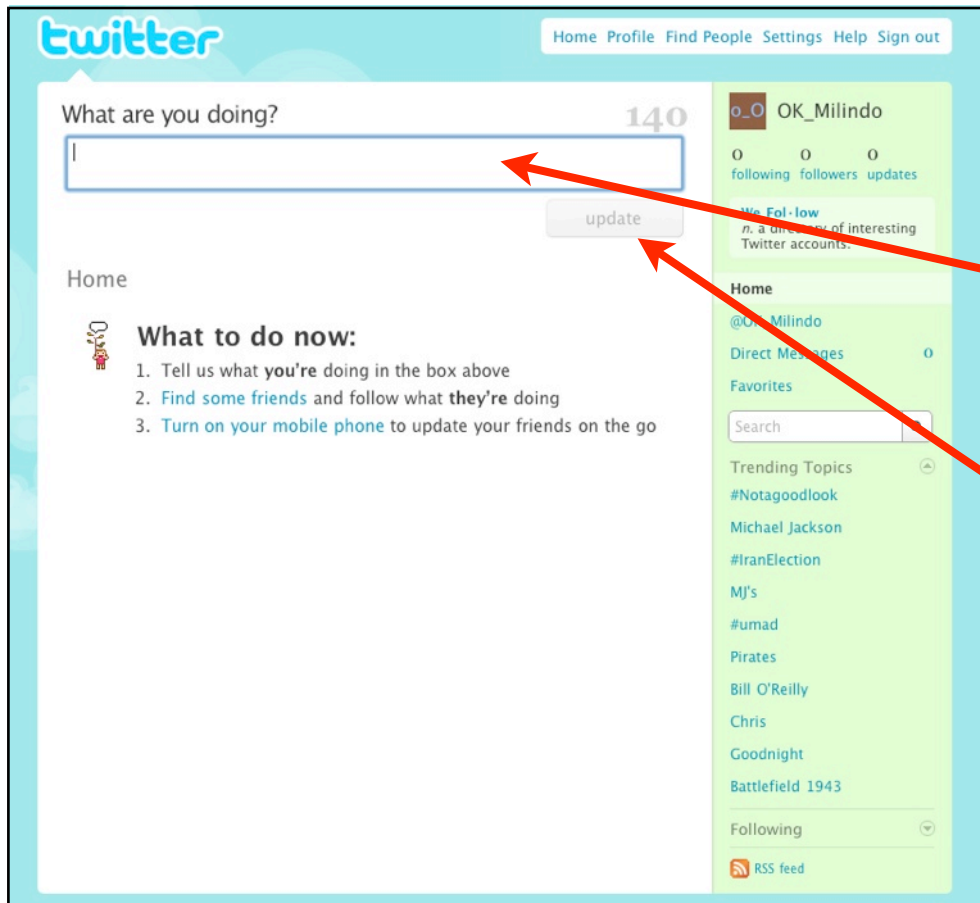 twitter
Home Profile Find People Settings Help Sign out
What are you doing?
140
update
Home
What to do now:
1. Tell us what you're doing in the box above
2. Find some friends and follow what they're doing
3. Turn on your mobile phone to update your friends on the go
o_O OK_Milindo
0 0 0
following followers updates
We Fol·low
n. a directory of interesting
Twitter accounts.
Home
@OK_Milindo
Direct Messages 0
Favorites
Search
Trending Topics
#Notagoodlook
Michael Jackson
#IranElection
MJ's
#umad
Pirates
Bill O'Reilly
Chris
Goodnight
Battlefield 1943
Following
RSS feed